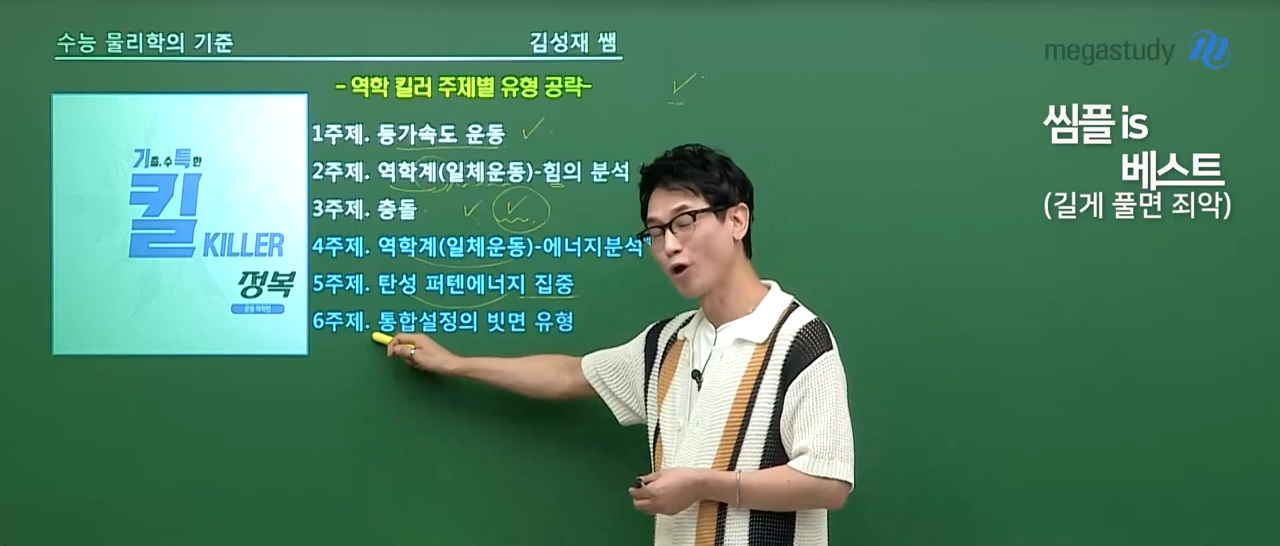 수능 물리학의 기준
김성재 쌤
megastudy
- 역학 킬러 주제별 유형 공략-
씸플 is
베스트
(길게 풀면 죄악)
기출, 수특한
킬 KILLER
정복
1주제. 등가속도 운동
2주제. 역학계(일체운동)-힘의 분석
3주제. 충돌
4주제. 역학계(일체운동)-에너지분석
5주제. 탄성 퍼텐에너지 집중
6주제. 통합설정의 빗면 유형